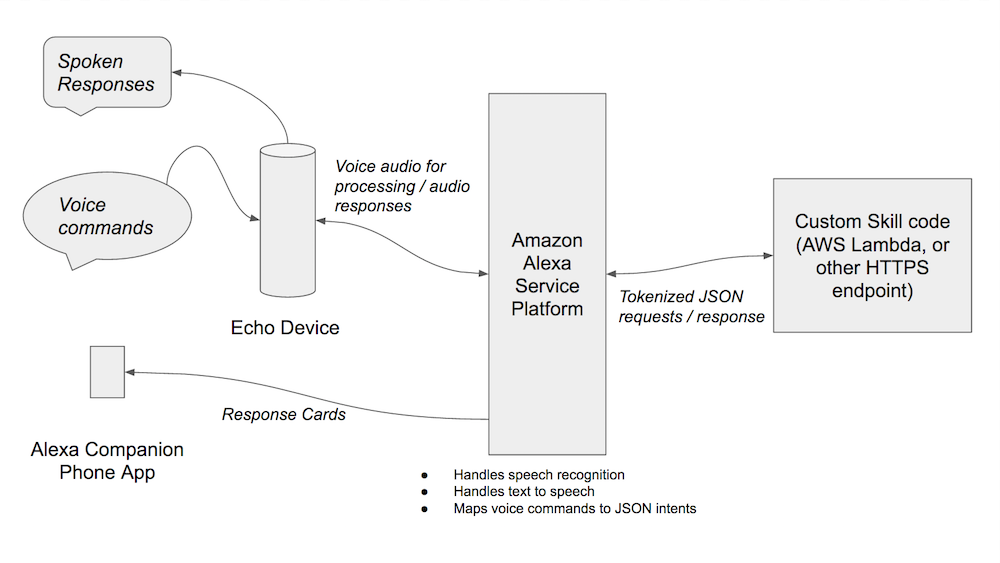 Spoken
Responses
Voice
commands
Voice audio for
processing / audio
responses
Echo Device
Amazon
Alexa
Service
Platform
Custom Skill code
(AWS Lambda, or
other HTTPS
endpoint)
Tokenized JSON
requests / response
Response Cards
Alexa Companion
Phone App
● Handles speech recognition
● Handles text to speech
● Maps voice commands to JSON intents